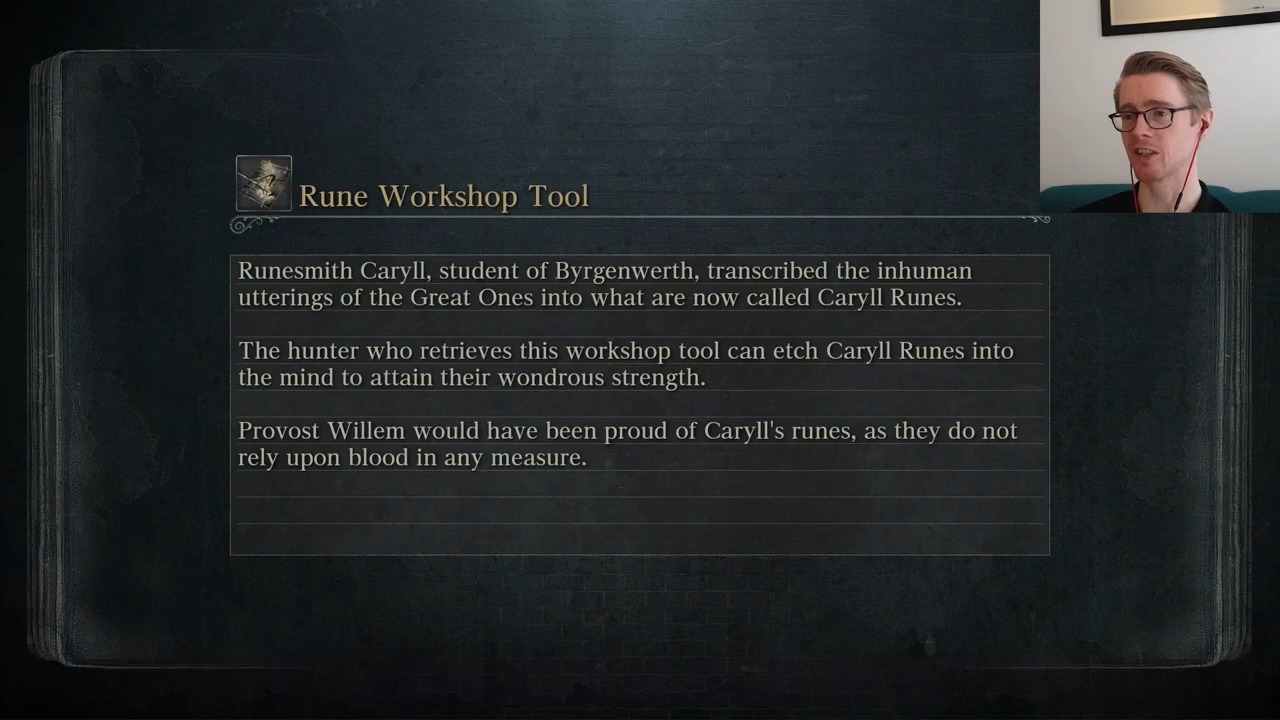 Rune Workshop Tool
Runesmith Caryll, student of Byrgenwerth, transcribed the inhuman
utterings of the Great Ones into what are now called Caryll Runes.
The hunter who retrieves this workshop tool can etch Caryll Runes into
the mind to attain their wondrous strength.
Provost Willem would have been proud of Caryll's runes, as they do not
rely upon blood in any measure.